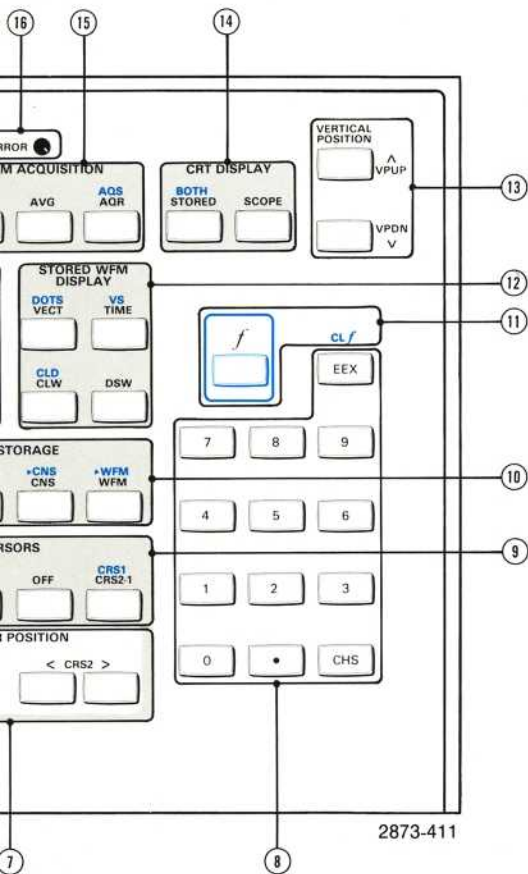 16
15
14
RROR
M ACQUISITION
AVG
AQS
AQR
CRT DISPLAY
BOTH
STORED
SCOPE
VERTICAL
POSITION
^
VPUP
VPDN
v
13
STORED WFM
DISPLAY
DOTS
VECT
VS
TIME
CLD
CLW
DSW
12
f
CL f
11
EEX
7 8 9
4 5 6
1 2 3
0 • CHS
STORAGE
▸CNS
CNS
▸WFM
WFM
10
RSORS
OFF
CRS1
CRS2-1
9
R POSITION
< CRS2 >
2873-411
7
8